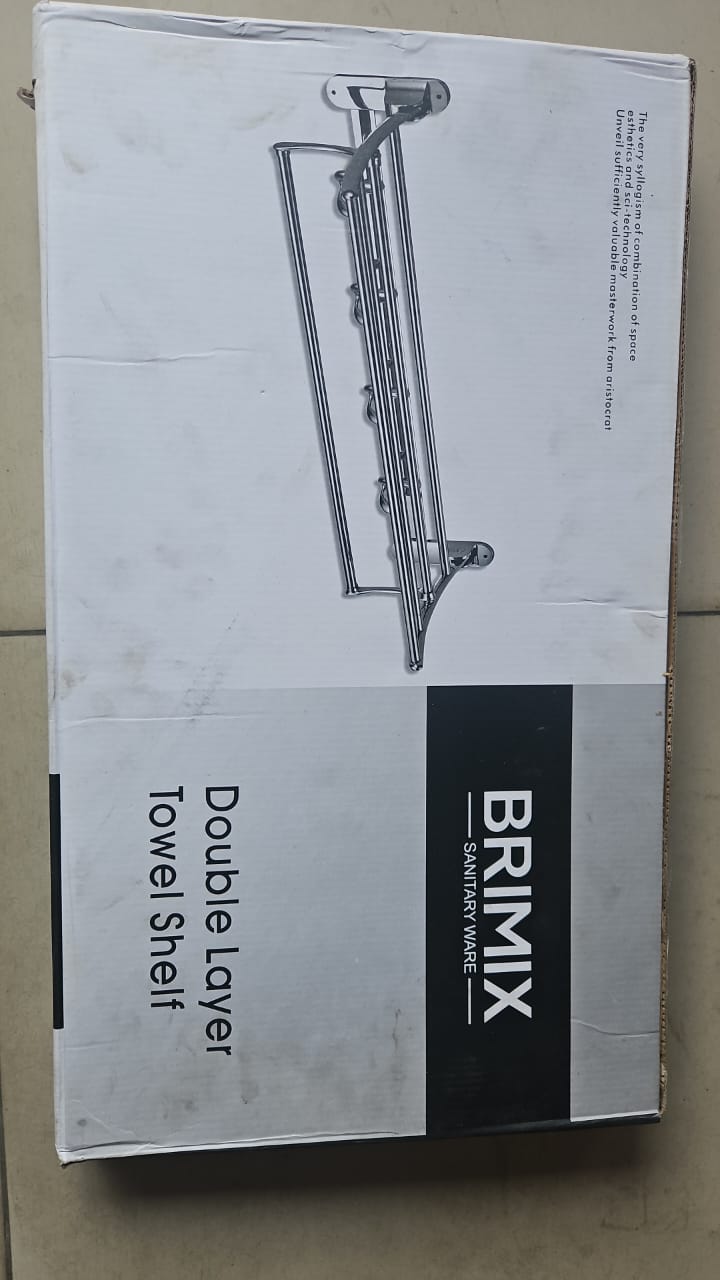 The very syllogism of combination of space
esthetics and sci-technology
Unveil sufficiently valuable masterwork from aristocrat
BRIMIX
SANITARY WARE
Double Layer
Towel Shelf